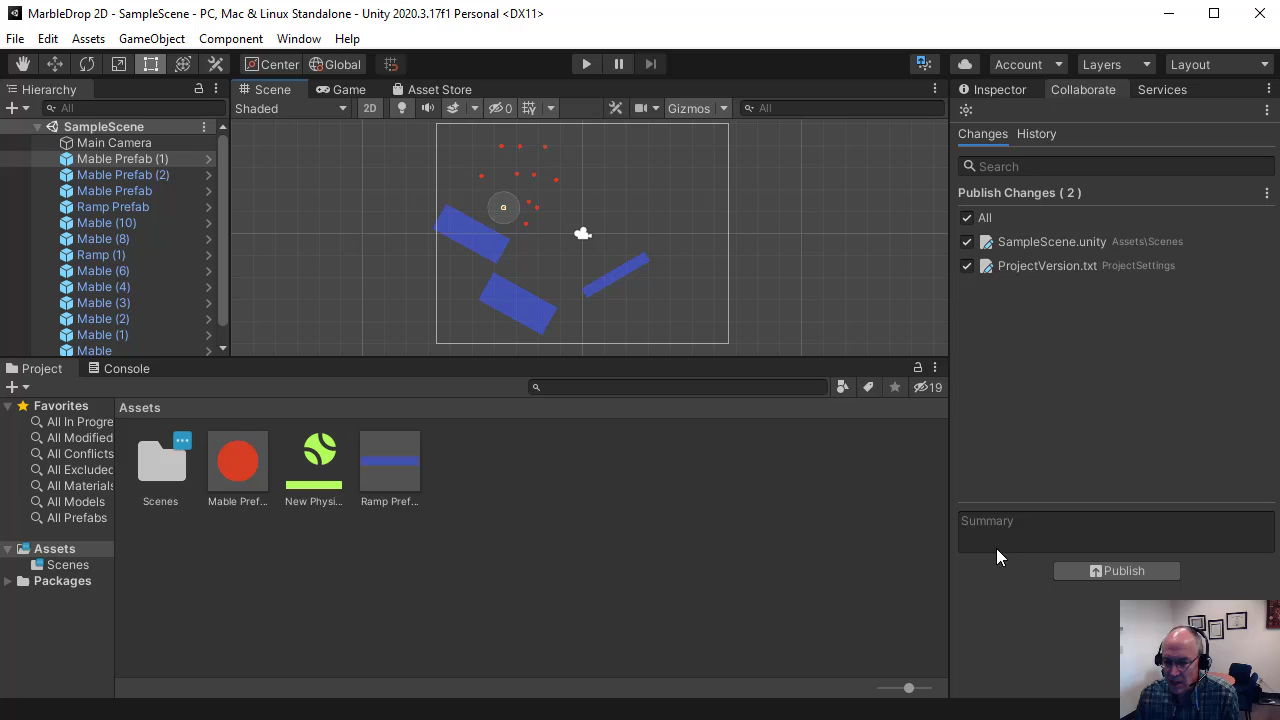 MarbleDrop 2D - SampleScene - PC, Mac & Linux Standalone - Unity 2020.3.17f1 Personal <DX11>
File Edit Assets GameObject Component Window Help
Center Global Account Layers Layout
Hierarchy
All
SampleScene
Main Camera
Mable Prefab (1)
Mable Prefab (2)
Mable Prefab
Ramp Prefab
Mable (10)
Mable (8)
Ramp (1)
Mable (6)
Mable (4)
Mable (3)
Mable (2)
Mable (1)
Mable
Scene Game Asset Store
Shaded 2D 0 Gizmos All
Inspector Collaborate Services
Changes History
Search
Publish Changes ( 2 )
All
SampleScene.unity Assets\Scenes
ProjectVersion.txt ProjectSettings
Summary
Publish
Project Console
19
Favorites
All In Progre
All Modified
All Conflicts
All Excluded
All Materials
All Models
All Prefabs
Assets
Scenes
Packages
Assets
Scenes Mable Pref... New Physi... Ramp Pref...